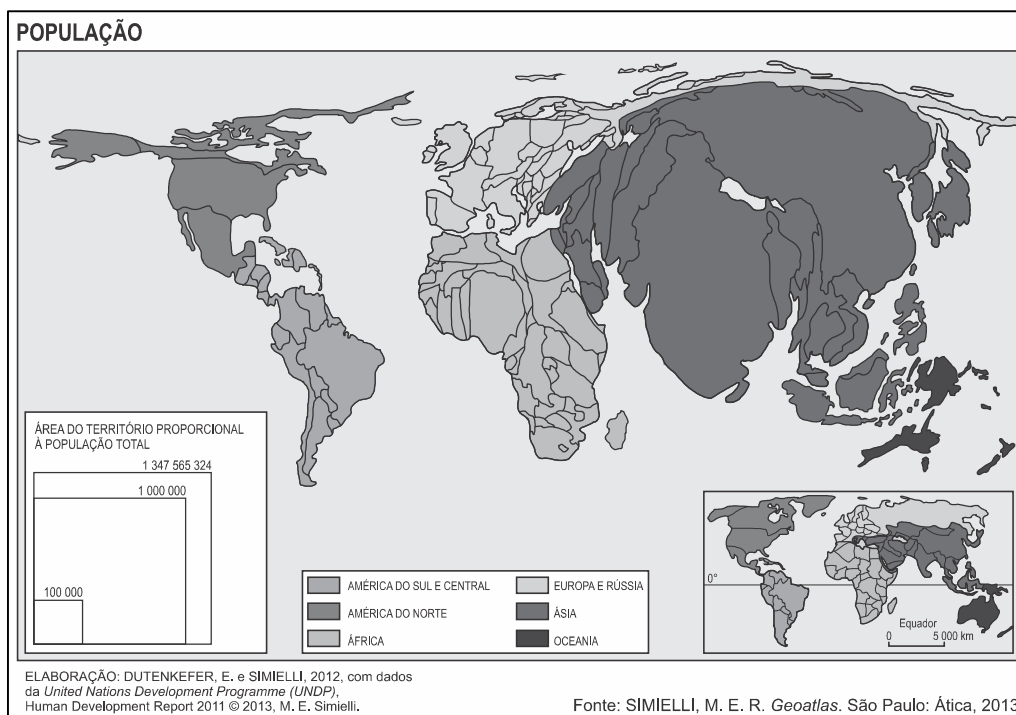 POPULAÇÃO
ÁREA DO TERRITÓRIO PROPORCIONAL
À POPULAÇÃO TOTAL
1 347 565 324
1 000 000
100 000
AMÉRICA DO SUL E CENTRAL
AMÉRICA DO NORTE
ÁFRICA
EUROPA E RÚSSIA
ÁSIA
OCEANIA
0°
Equador
0 5 000 km
ELABORAÇÃO: DUTENKEFER, E. e SIMIELLI, 2012, com dados
da United Nations Development Programme (UNDP),
Human Development Report 2011 © 2013, M. E. Simielli.
Fonte: SIMIELLI, M. E. R. Geoatlas. São Paulo: Ática, 2013